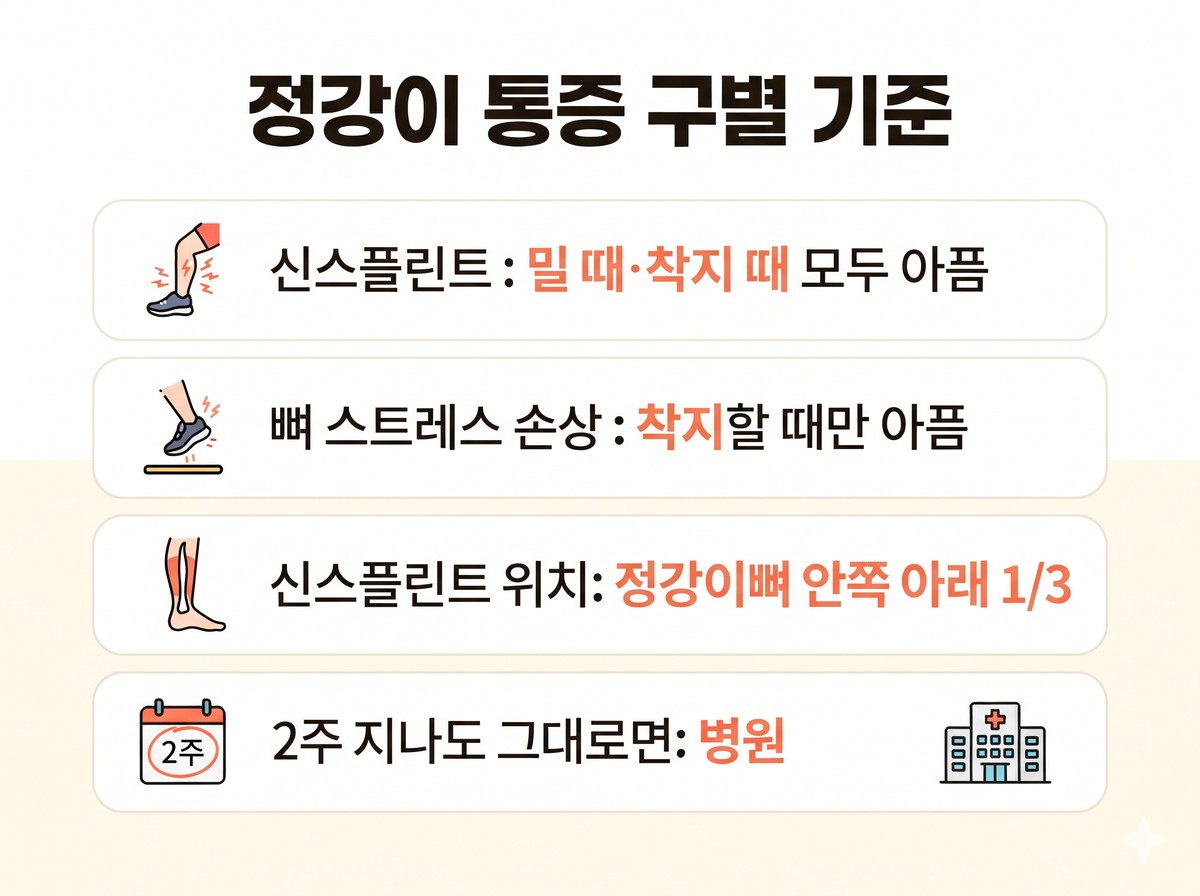 정강이 통증 구별 기준
신스플린트 : 밀 때·착지 때 모두 아픔
뼈 스트레스 손상 : 착지할 때만 아픔
신스플린트 위치: 정강이뼈 안쪽 아래 1/3
2주
2주 지나도 그대로면: 병원